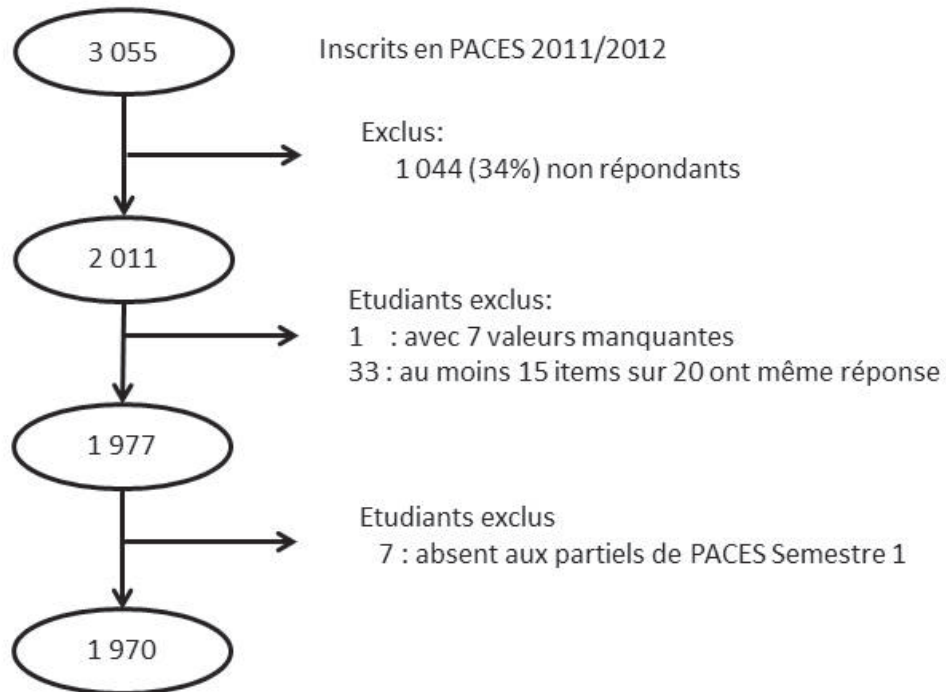 3 055
Inscrits en PACES 2011/2012
Exclus:
1 044 (34%) non répondants
2 011
Etudiants exclus:
1 : avec 7 valeurs manquantes
33 : au moins 15 items sur 20 ont même réponse
1 977
Etudiants exclus
7 : absent aux partiels de PACES Semestre 1
1 970